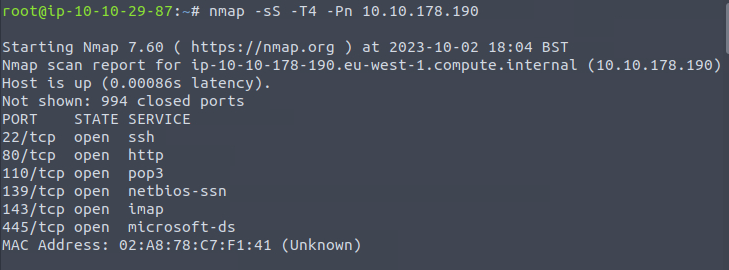 root@ip-10-10-29-87:~# nmap -sS -T4 -Pn 10.10.178.190
Starting Nmap 7.60 ( https://nmap.org ) at 2023-10-02 18:04 BST
Nmap scan report for ip-10-10-178-190.eu-west-1.compute.internal (10.10.178.190)
Host is up (0.00086s latency).
Not shown: 994 closed ports
PORT    STATE SERVICE
22/tcp  open  ssh
80/tcp  open  http
110/tcp open  pop3
139/tcp open  netbios-ssn
143/tcp open  imap
445/tcp open  microsoft-ds
MAC Address: 02:A8:78:C7:F1:41 (Unknown)